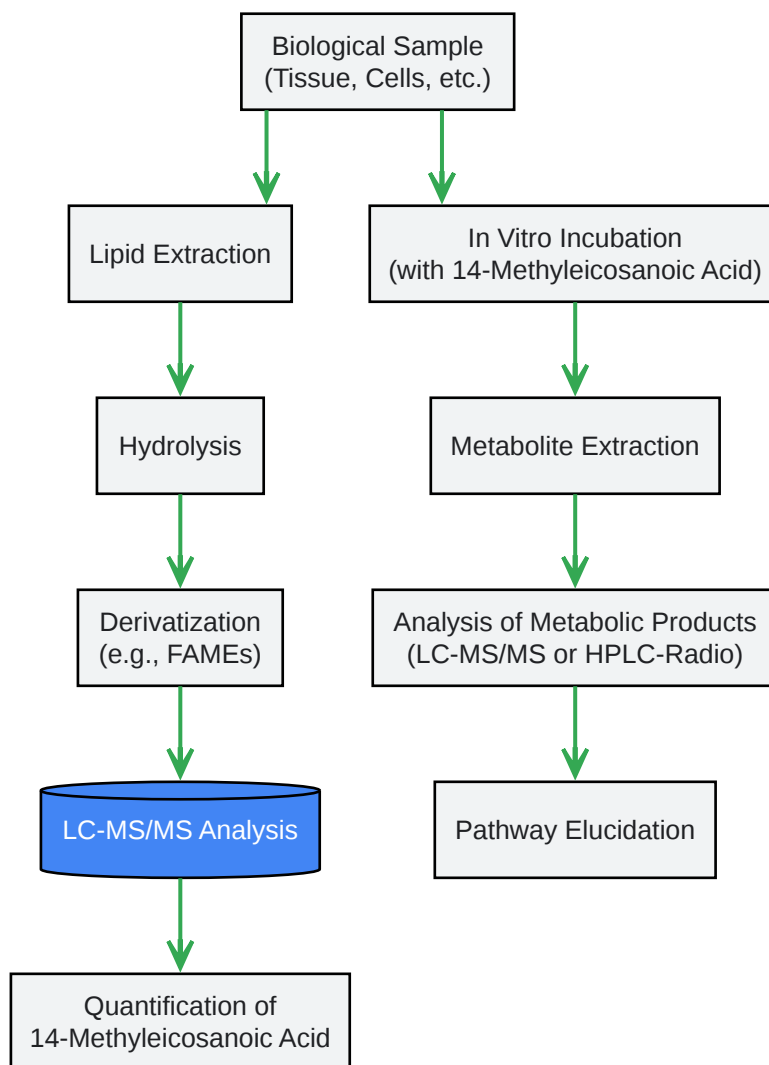 Biological Sample
(Tissue, Cells, etc.)
Lipid Extraction
In Vitro Incubation
(with 14-Methyleicosanoic Acid)
Hydrolysis
Metabolite Extraction
Derivatization
(e.g., FAMEs)
Analysis of Metabolic Products
(LC-MS/MS or HPLC-Radio)
LC-MS/MS Analysis
Pathway Elucidation
Quantification of
14-Methyleicosanoic Acid